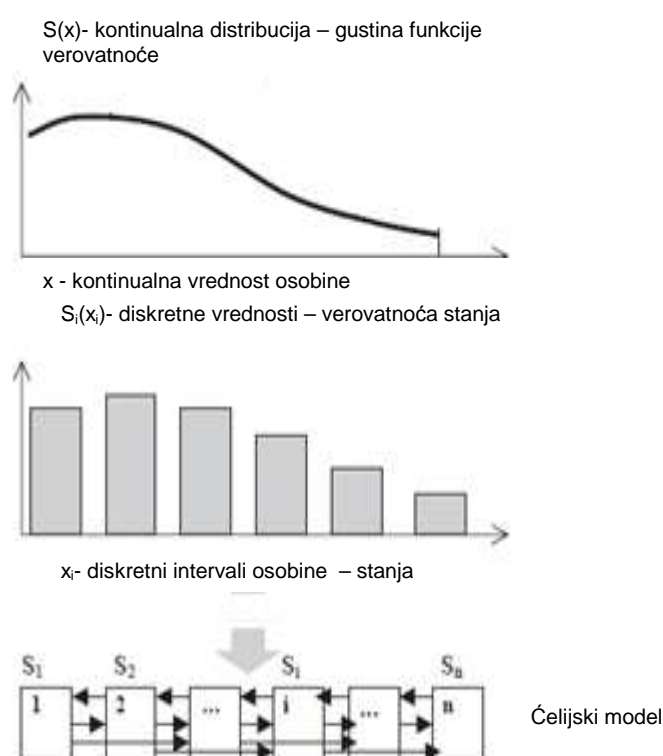 S(x)- kontinualna distribucija – gustina funkcije
verovatnoće
x - kontinualna vrednost osobine
Sᵢ(xᵢ)- diskretne vrednosti – verovatnoća stanja
xᵢ- diskretni intervali osobine – stanja
S₁ S₂ Sᵢ Sₙ
1 2 ... i ... n
Ćelijski model